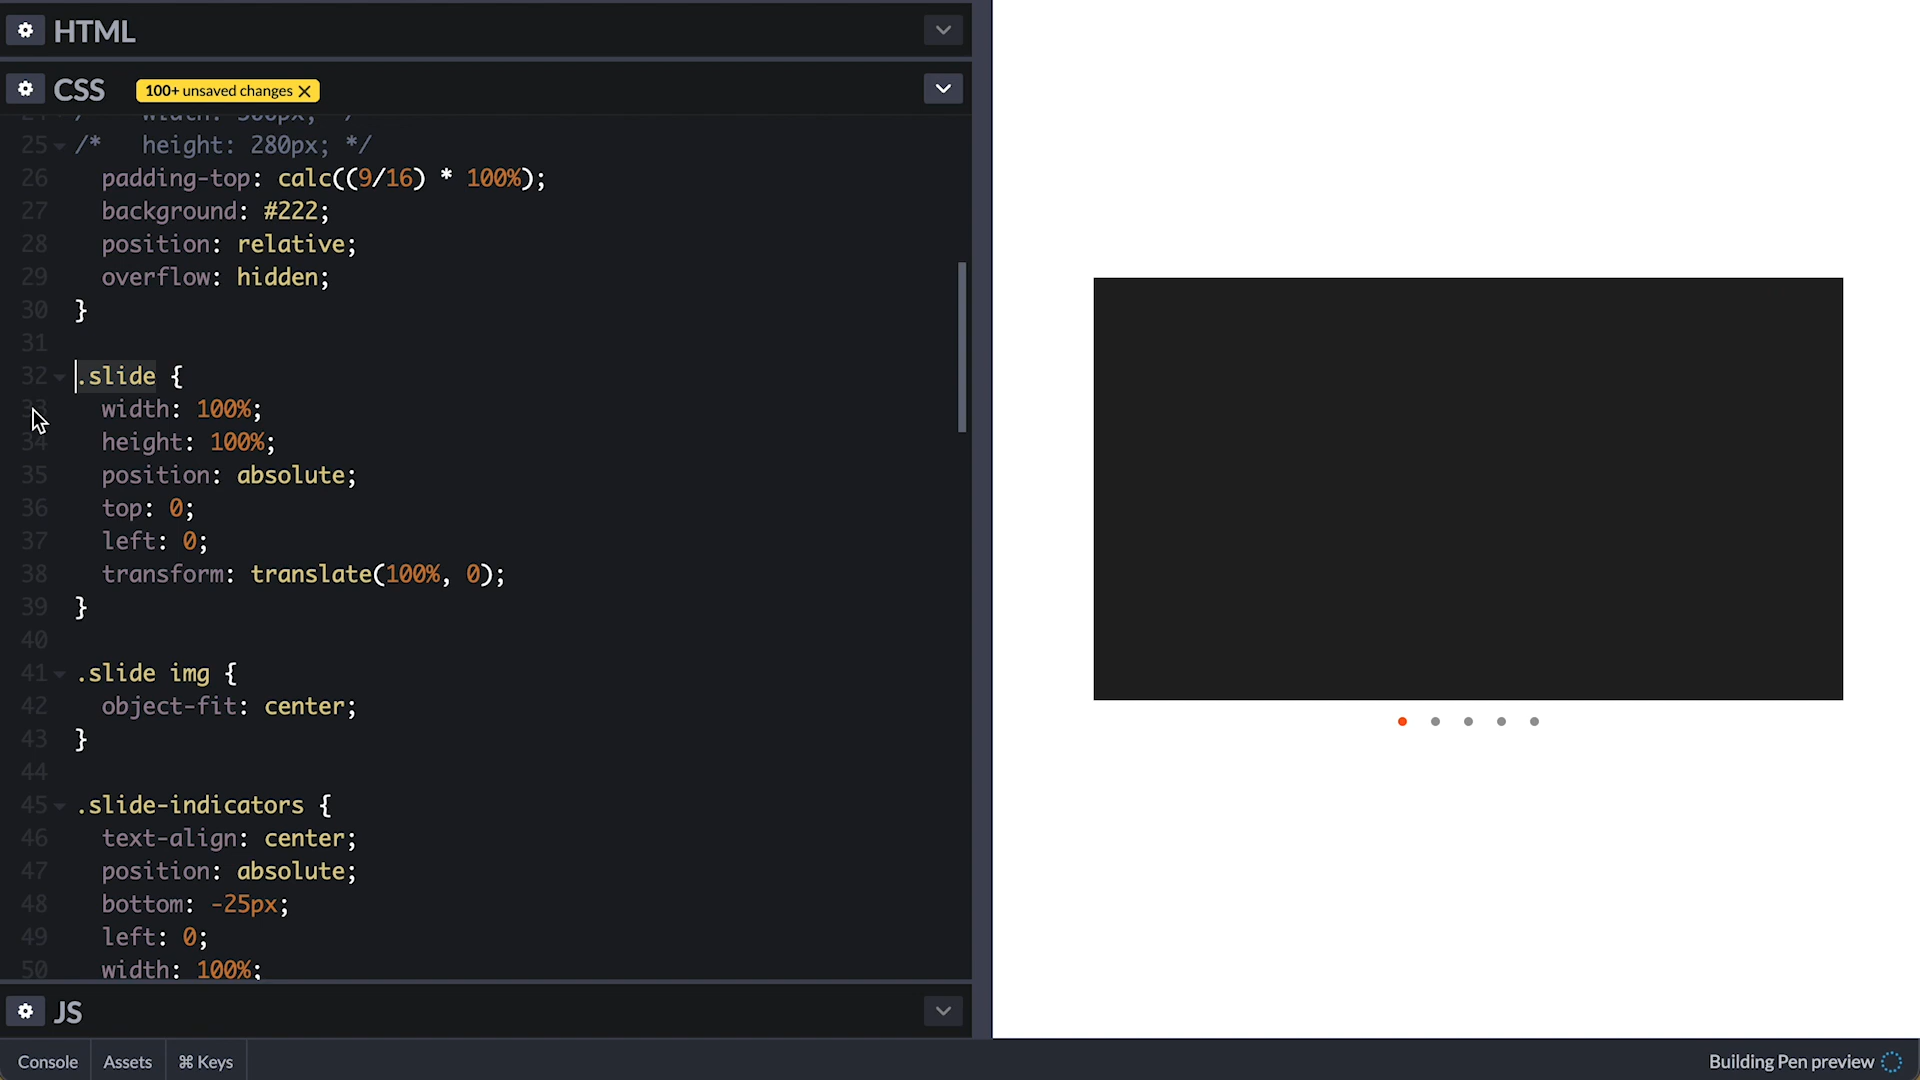 HTML
CSS
100+ unsaved changes
25 /*   height: 280px; */
26 padding-top: calc((9/16) * 100%);
27 background: #222;
28 position: relative;
29 overflow: hidden;
30 }
31
32 .slide {
33 width: 100%;
34 height: 100%;
35 position: absolute;
36 top: 0;
37 left: 0;
38 transform: translate(100%, 0);
39 }
40
41 .slide img {
42 object-fit: center;
43 }
44
45 .slide-indicators {
46 text-align: center;
47 position: absolute;
48 bottom: -25px;
49 left: 0;
50 width: 100%;
JS
Console Assets ⌘ Keys
Building Pen preview